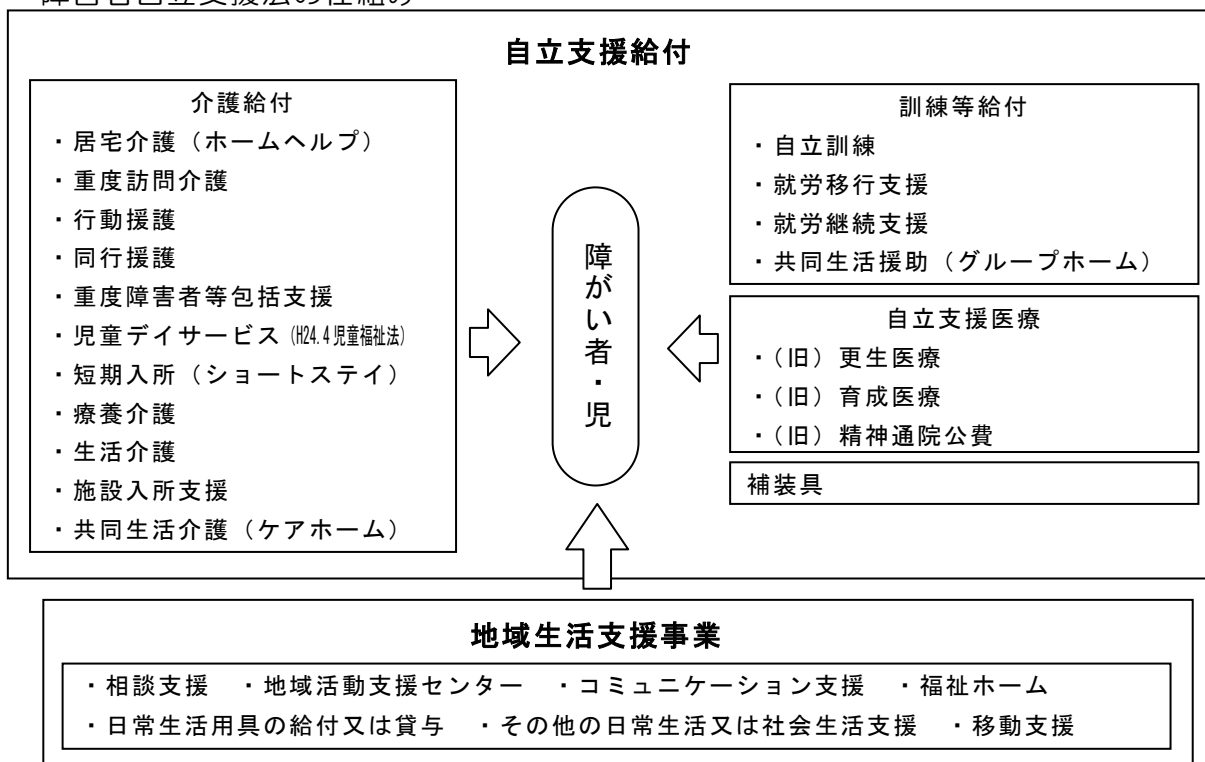 障害者自立支援法の仕組み
自立支援給付
介護給付
・居宅介護（ホームヘルプ）
・重度訪問介護
・行動援護
・同行援護
・重度障害者等包括支援
・児童デイサービス（H24.4児童福祉法）
・短期入所（ショートステイ）
・療養介護
・生活介護
・施設入所支援
・共同生活介護（ケアホーム）
障がい者・児
訓練等給付
・自立訓練
・就労移行支援
・就労継続支援
・共同生活援助（グループホーム）
自立支援医療
・（旧）更生医療
・（旧）育成医療
・（旧）精神通院公費
補装具
地域生活支援事業
・相談支援　・地域活動支援センター　・コミュニケーション支援　・福祉ホーム
・日常生活用具の給付又は貸与　・その他の日常生活又は社会生活支援　・移動支援